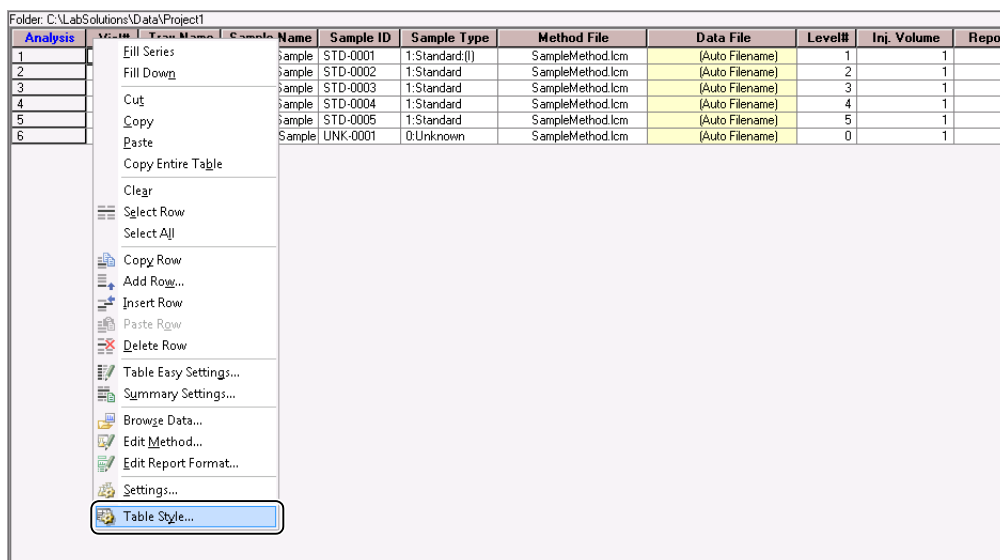 Folder: C:\LabSolutions\Data\Project1
Analysis Vial# Tray Name Sample Name Sample ID Sample Type Method File Data File Level# Inj. Volume Repo
1 Sample STD-0001 1:Standard:(I) SampleMethod.lcm (Auto Filename) 1 1
2 Sample STD-0002 1:Standard SampleMethod.lcm (Auto Filename) 2 1
3 Sample STD-0003 1:Standard SampleMethod.lcm (Auto Filename) 3 1
4 Sample STD-0004 1:Standard SampleMethod.lcm (Auto Filename) 4 1
5 Sample STD-0005 1:Standard SampleMethod.lcm (Auto Filename) 5 1
6 Sample UNK-0001 0:Unknown SampleMethod.lcm (Auto Filename) 0 1
Fill Series
Fill Down
Cut
Copy
Paste
Copy Entire Table
Clear
Select Row
Select All
Copy Row
Add Row...
Insert Row
Paste Row
Delete Row
Table Easy Settings...
Summary Settings...
Browse Data...
Edit Method...
Edit Report Format...
Settings...
Table Style...